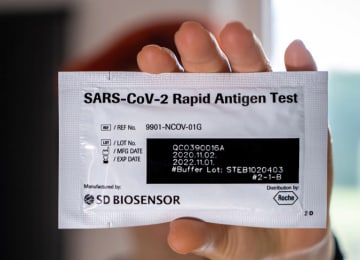 SARS-CoV-2 Rapid Antigen Test
REF / REF No. 9901-NCOV-01G
LOT / LOT No.
/ MFG DATE
/ EXP DATE
QC0390016A
2020.11.02.
2022.11.01.
#Buffer Lot: STEB1020403
#2-1-B
Manufactured by:
SD BIOSENSOR
Distribution by:
Roche